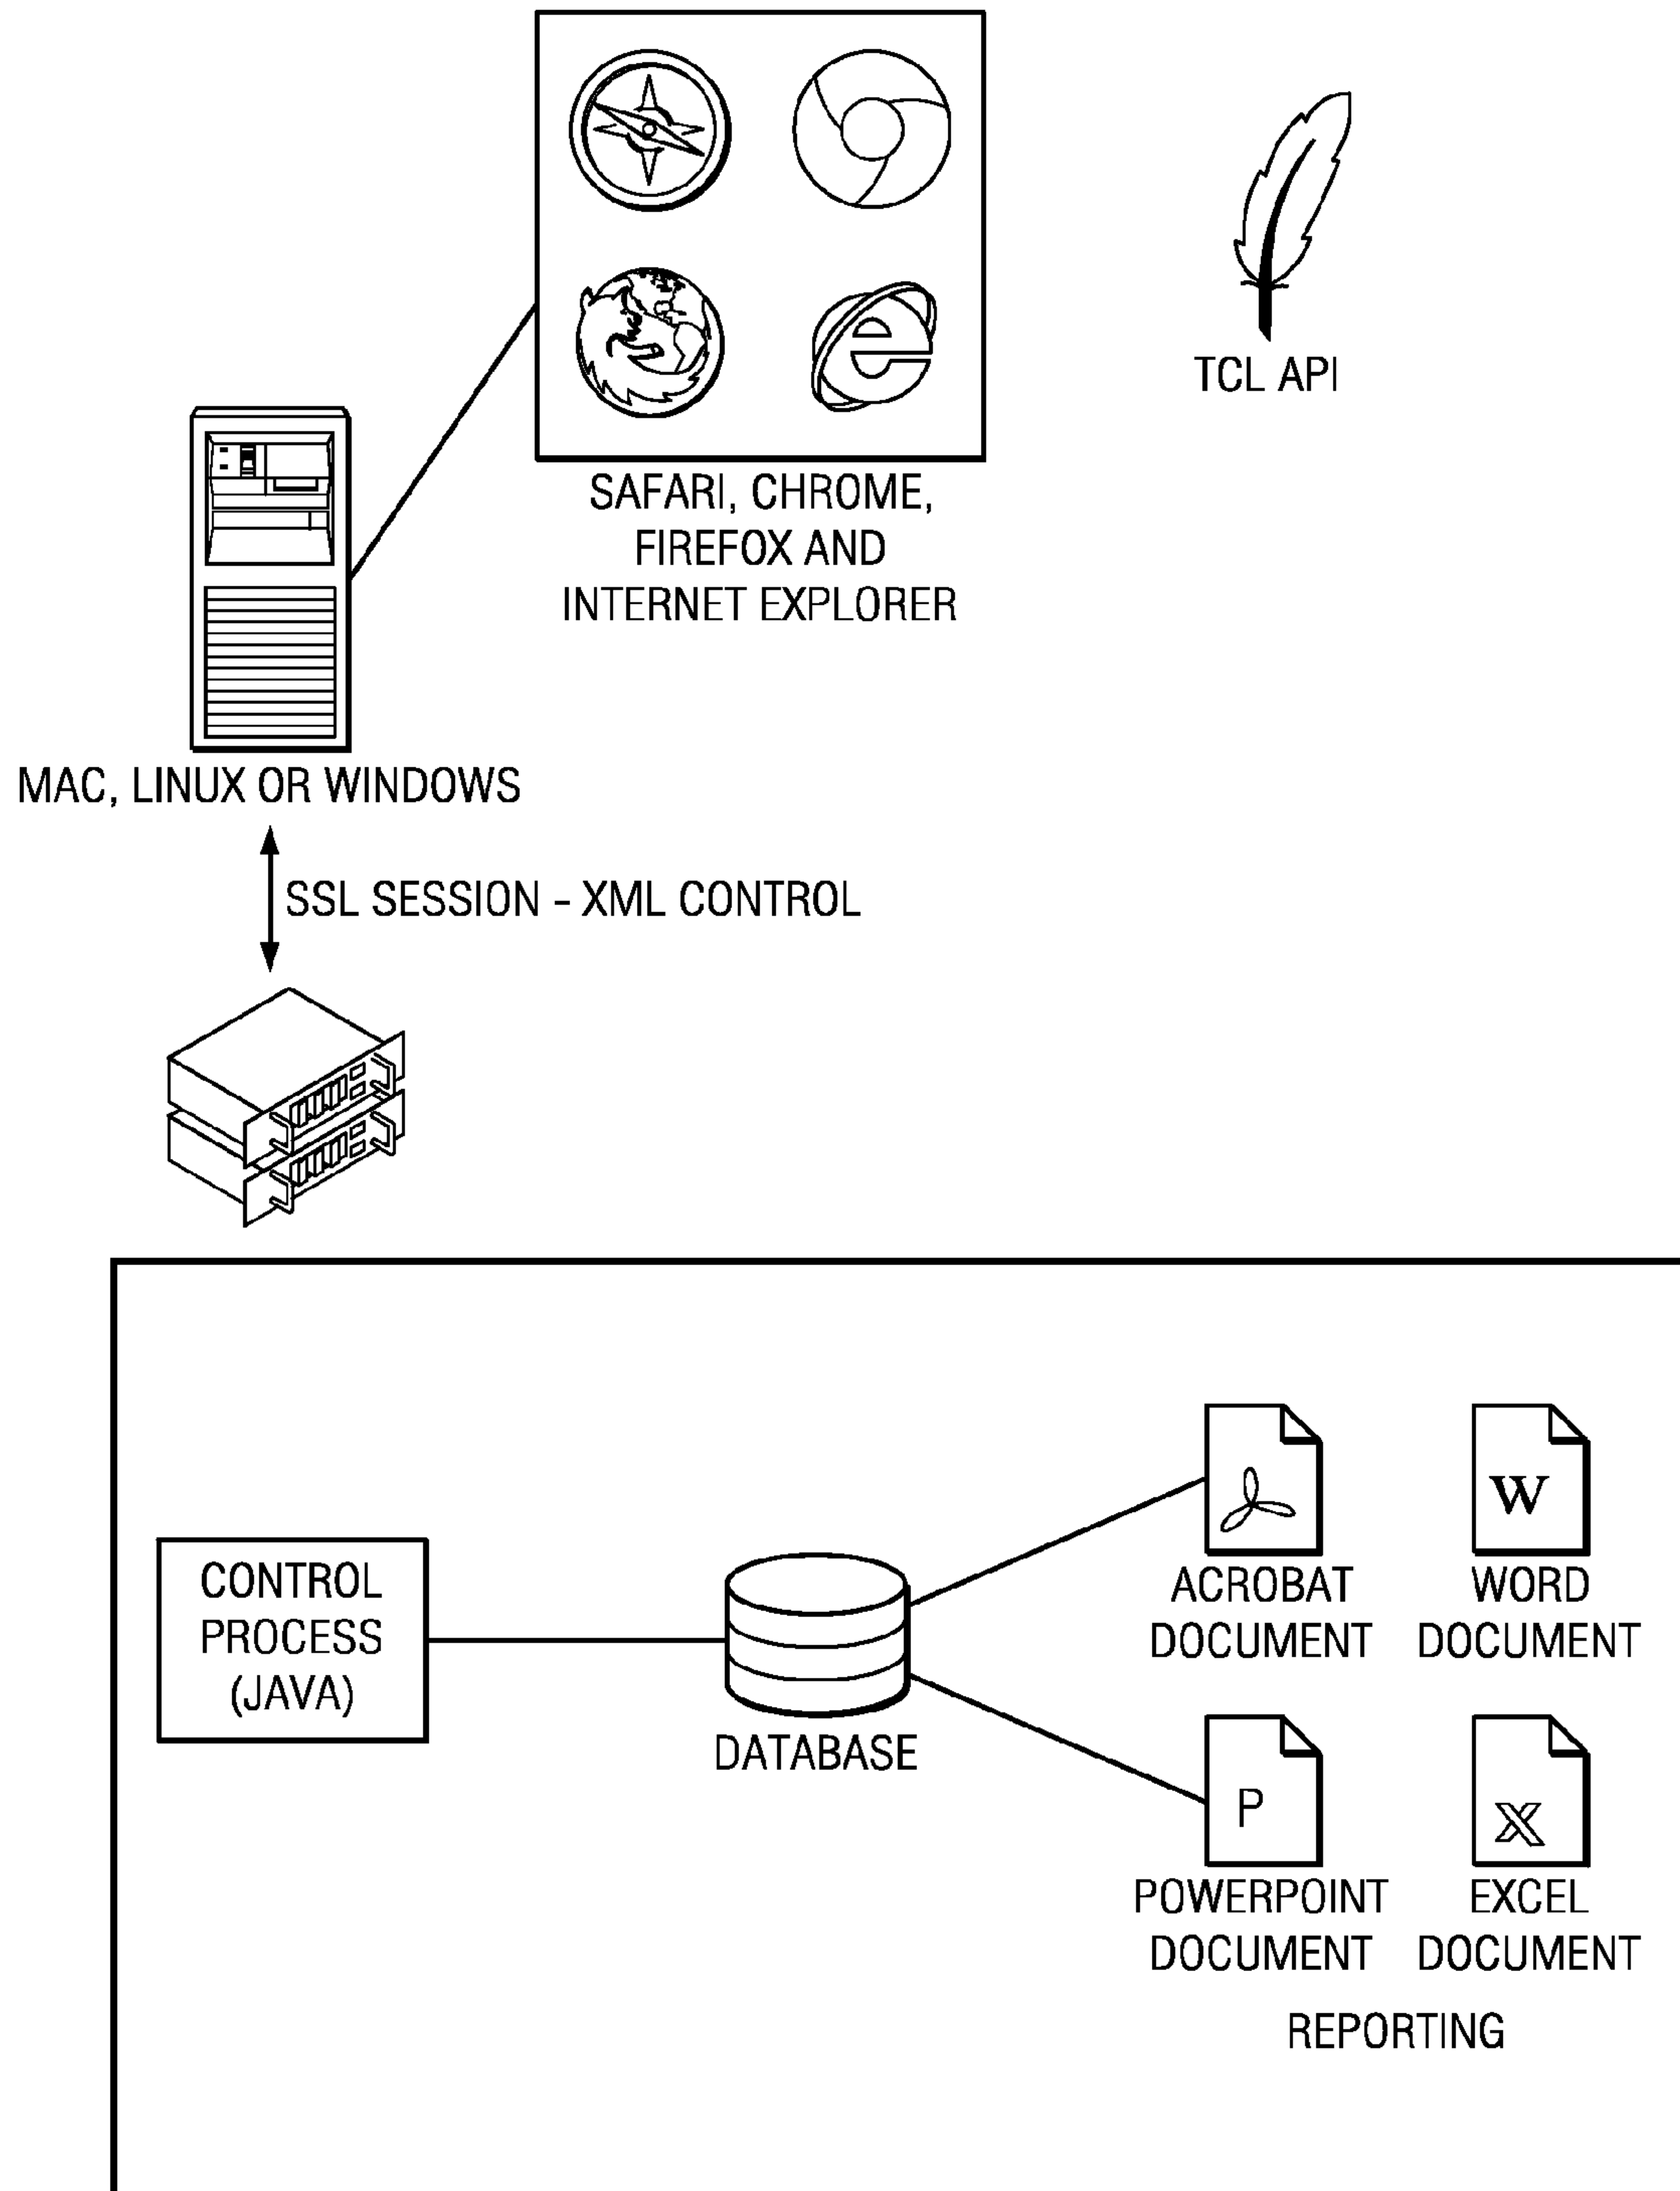 TCL API
SAFARI, CHROME,
FIREFOX AND
INTERNET EXPLORER
MAC, LINUX OR WINDOWS
SSL SESSION - XML CONTROL
CONTROL
PROCESS
(JAVA)
DATABASE
W
ACROBAT
DOCUMENT
WORD
DOCUMENT
P
X
POWERPOINT
DOCUMENT
EXCEL
DOCUMENT
REPORTING